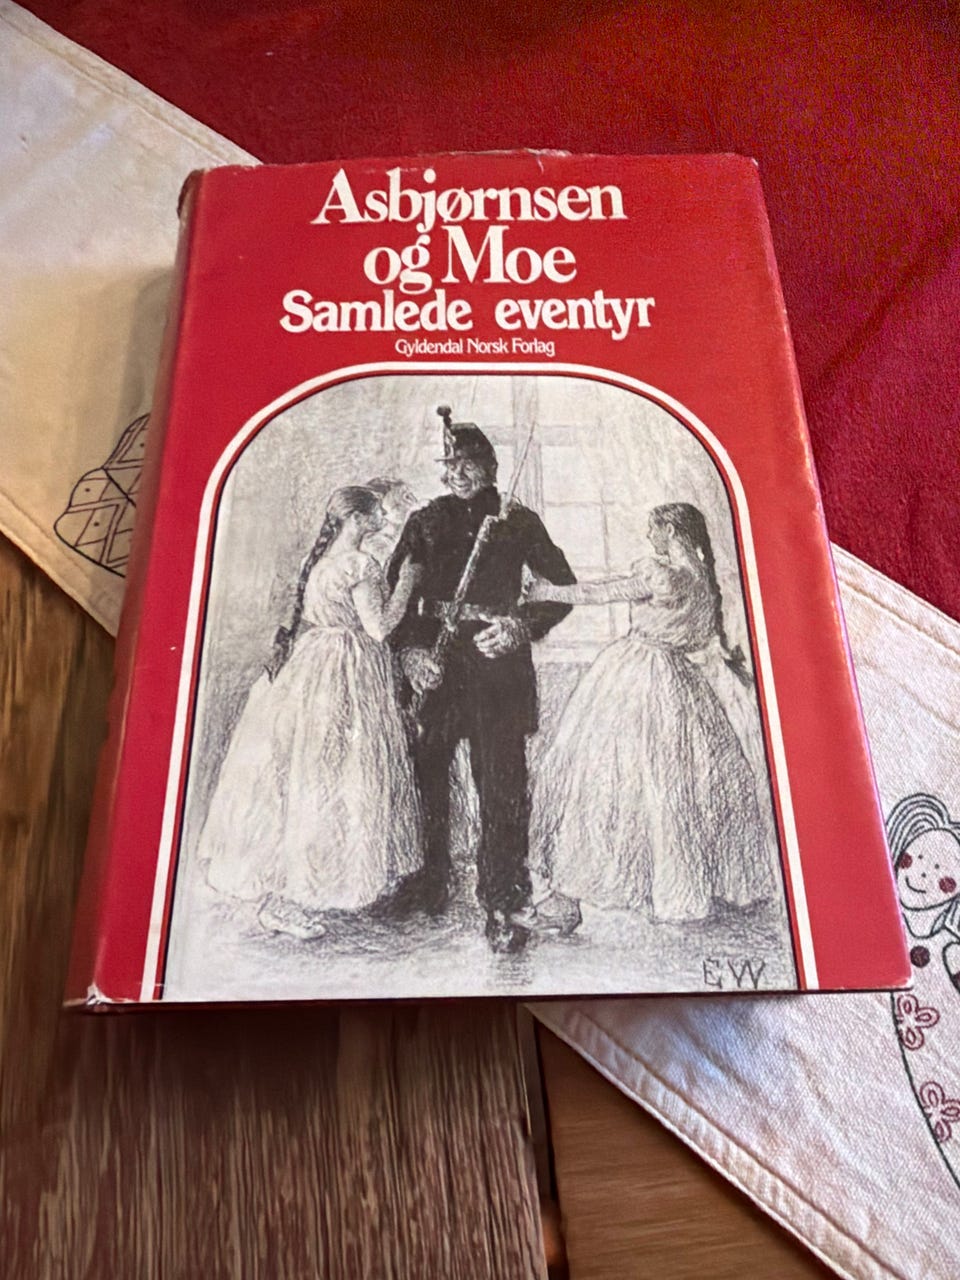 Asbjørnsen
og Moe
Samlede eventyr
Gyldendal Norsk Forlag
EW